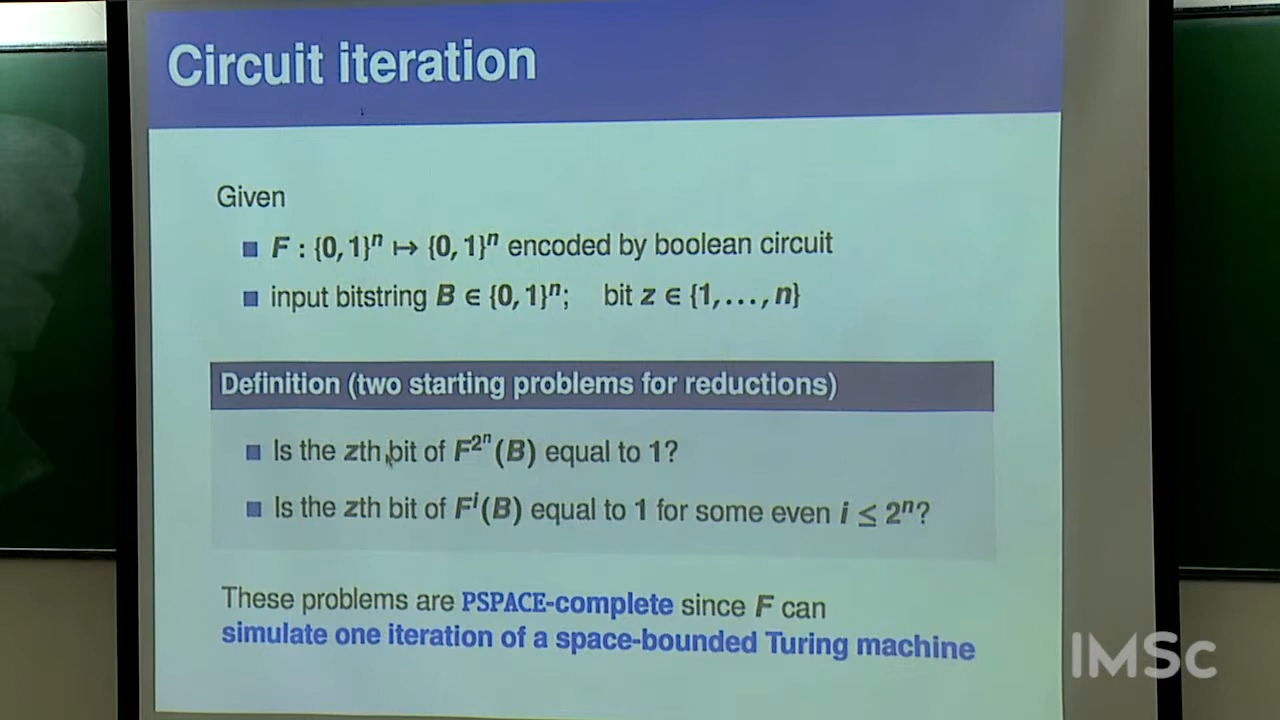 Circuit iteration
Given
■ F : {0, 1}ⁿ ↦ {0, 1}ⁿ encoded by boolean circuit
■ input bitstring B ∈ {0, 1}ⁿ; bit z ∈ {1, . . . , n}
Definition (two starting problems for reductions)
■ Is the zth bit of F^{2ⁿ}(B) equal to 1?
■ Is the zth bit of Fⁱ(B) equal to 1 for some even i ≤ 2ⁿ?
These problems are PSPACE-complete since F can
simulate one iteration of a space-bounded Turing machine
IMSc